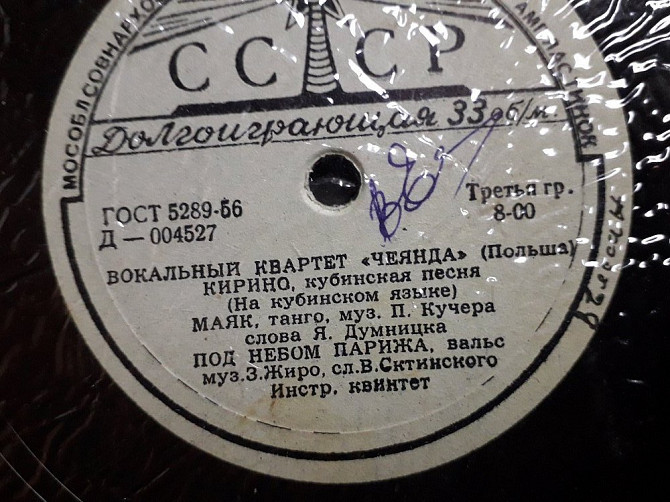 МОСОБЛСОВНАРХО
АМПЛАСТИНОК
СССР
Долгоиграющая 33 об/м.
ГОСТ 5289-56
Д — 004527
Третья гр.
8-00
ВОКАЛЬНЫЙ КВАРТЕТ «ЧЕЯНДА» (Польша)
КИРИНО, кубинская песня
(На кубинском языке)
МАЯК, танго, муз. П. Кучера
слова Я. Думницка
ПОД НЕБОМ ПАРИЖА, вальс
муз.З.Жиро, сл.В.Сктинского
Инстр. квинтет